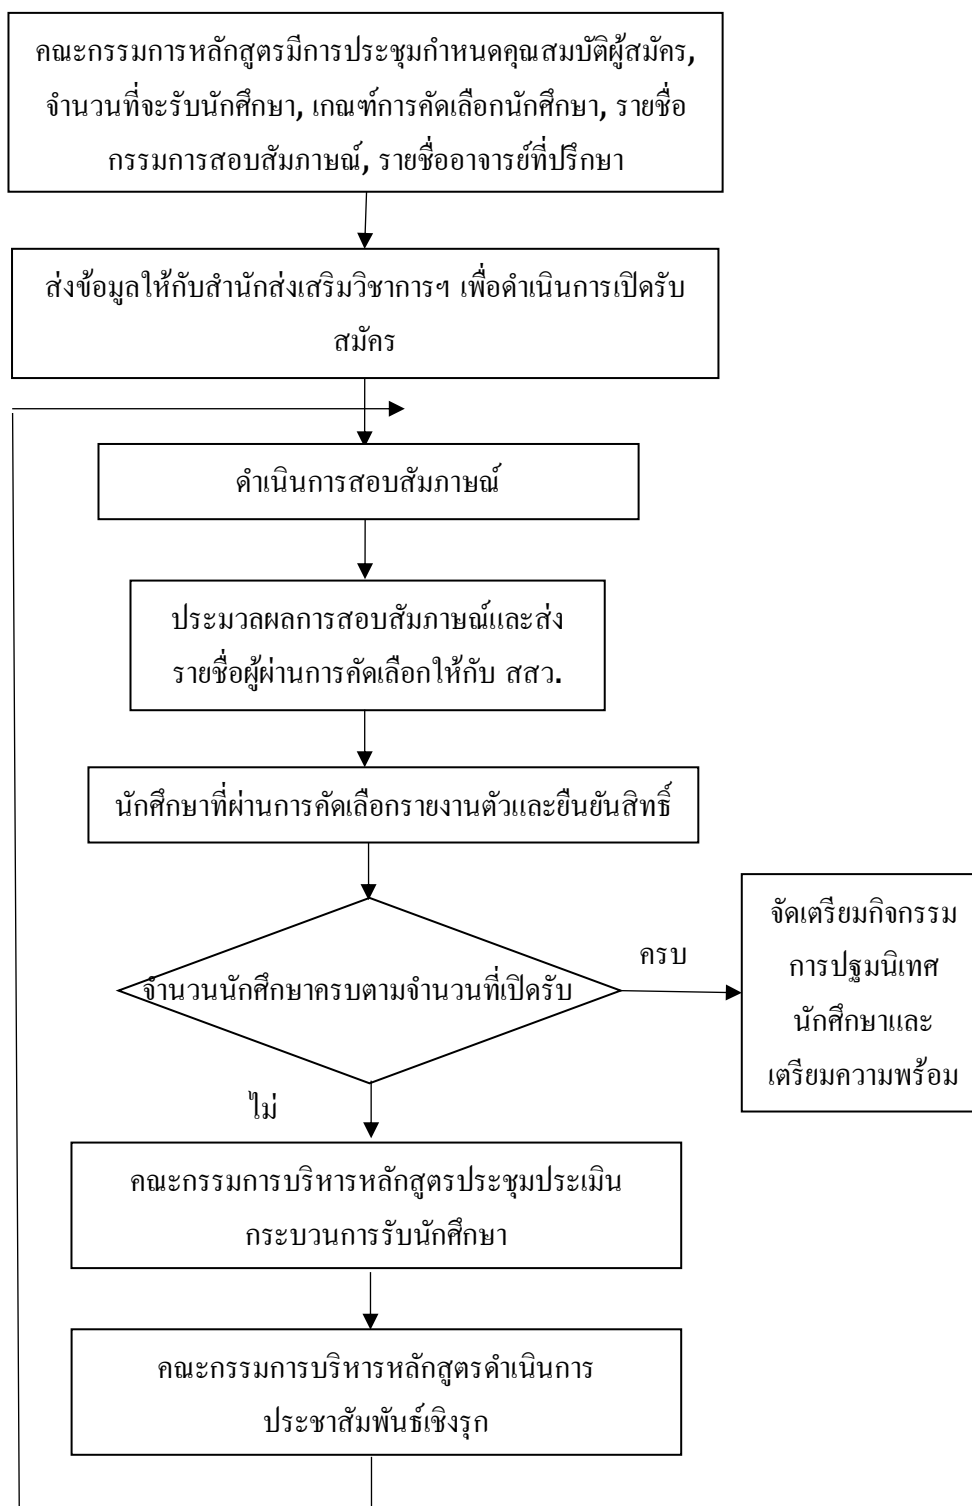 คณะกรรมการหลักสูตรมีการประชุมกำหนดคุณสมบัติผู้สมัคร,
จำนวนที่จะรับนักศึกษา, เกณฑ์การคัดเลือกนักศึกษา, รายชื่อ
กรรมการสอบสัมภาษณ์, รายชื่ออาจารย์ที่ปรึกษา
ส่งข้อมูลให้กับสำนักส่งเสริมวิชาการฯ เพื่อดำเนินการเปิดรับ
สมัคร
ดำเนินการสอบสัมภาษณ์
ประมวลผลการสอบสัมภาษณ์และส่ง
รายชื่อผู้ผ่านการคัดเลือกให้กับ สสว.
นักศึกษาที่ผ่านการคัดเลือกรายงานตัวและยืนยันสิทธิ์
จำนวนนักศึกษาครบตามจำนวนที่เปิดรับ
ครบ
จัดเตรียมกิจกรรม
การปฐมนิเทศ
นักศึกษาและ
เตรียมความพร้อม
ไม่
คณะกรรมการบริหารหลักสูตรประชุมประเมิน
กระบวนการรับนักศึกษา
คณะกรรมการบริหารหลักสูตรดำเนินการ
ประชาสัมพันธ์เชิงรุก